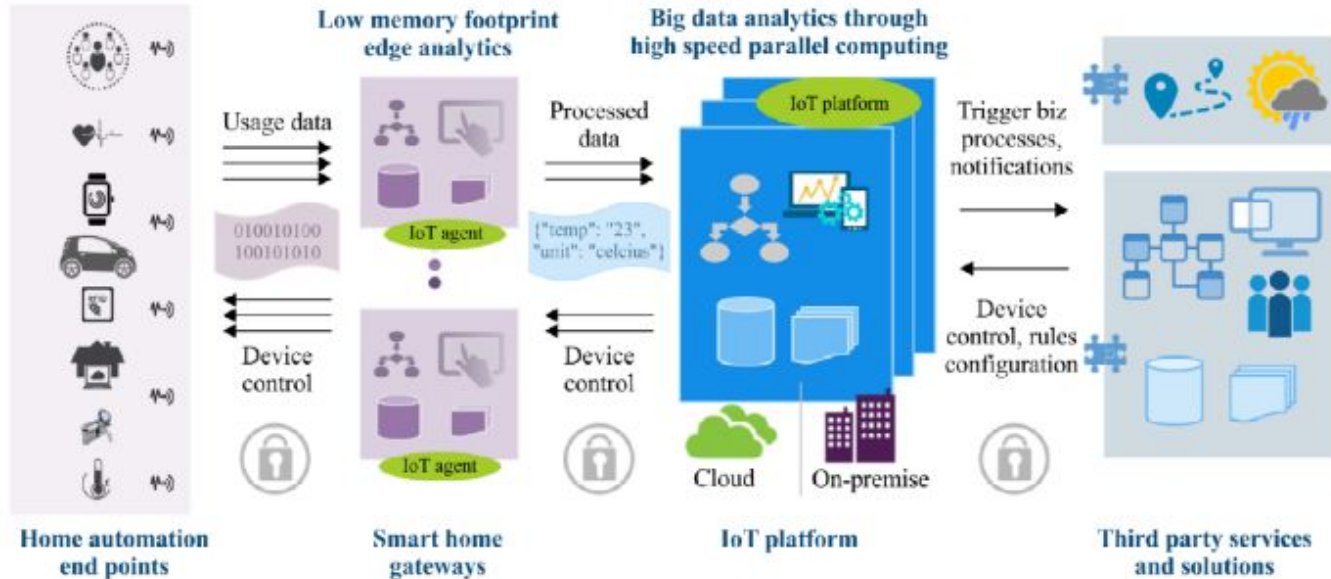 Low memory footprint
edge analytics
Big data analytics through
high speed parallel computing
Usage data
010010100
100101010
Device
control
IoT agent
IoT agent
Processed
data
{"temp": "23",
"unit": "celcius"}
Device
control
IoT platform
Cloud
On-premise
Trigger biz
processes,
notifications
Device
control, rules
configuration
Home automation
end points
Smart home
gateways
IoT platform
Third party services
and solutions